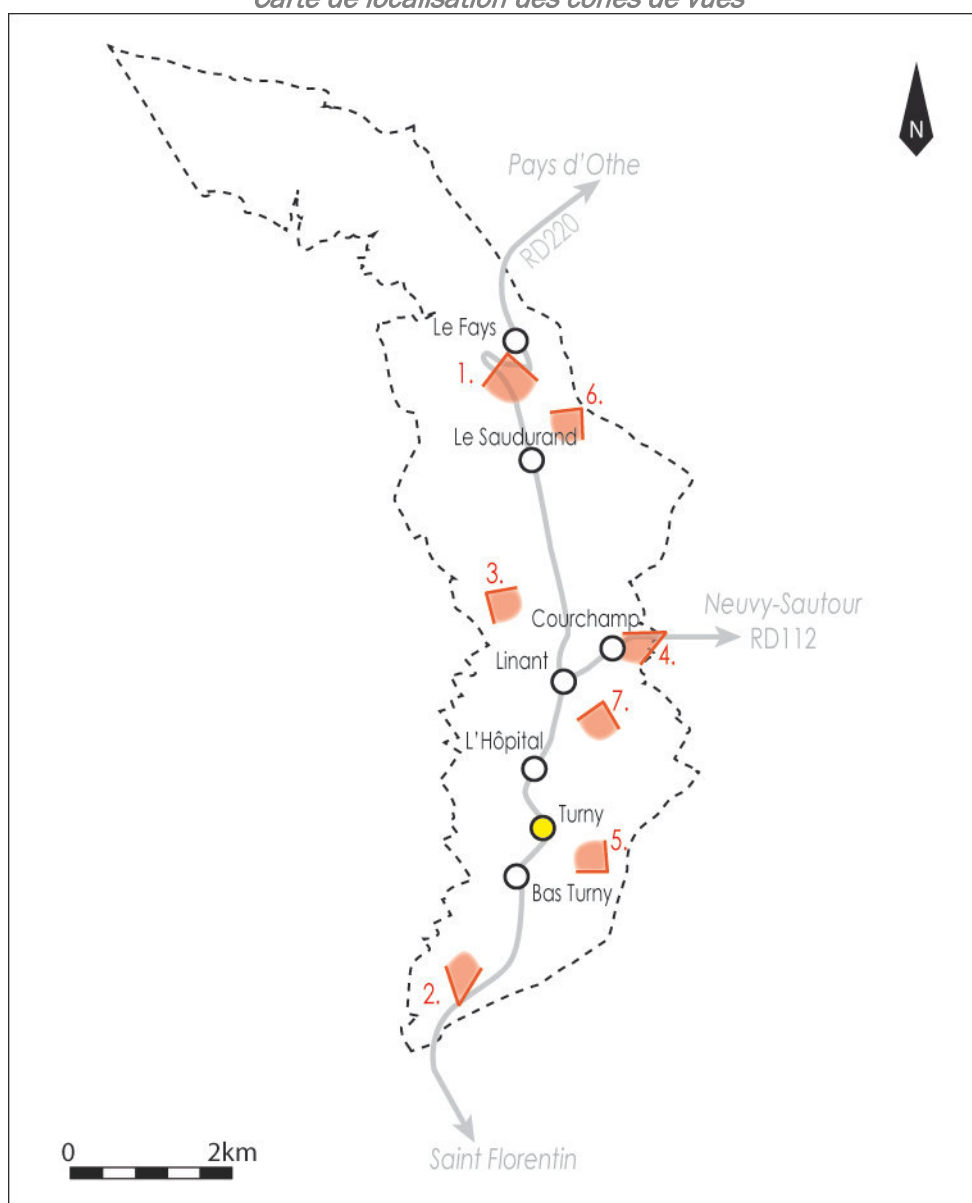 Carte de localisation des cônes de vues
N
Pays d'Othe
RD220
Le Fays
1.
6.
Le Saudurand
3.
Neuvy-Sautour
Courchamp
RD112
4.
Linant
7.
L'Hôpital
Turny
5.
Bas Turny
2.
0 2km
Saint Florentin